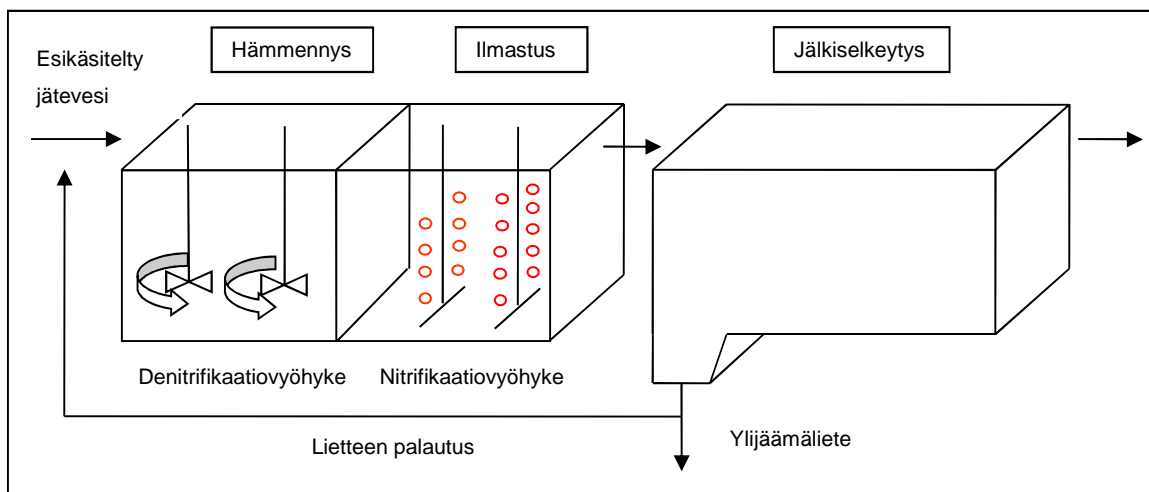 Hämmennys
Ilmastus
Jälkiselkeytys
Esikäsitelty
jätevesi
Denitrifikaatiovyöhyke
Nitrifikaatiovyöhyke
Lietteen palautus
Ylijäämäliete